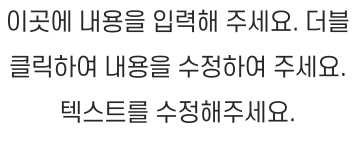 이곳에 내용을 입력해 주세요. 더블
클릭하여 내용을 수정하여 주세요.
텍스트를 수정해주세요.